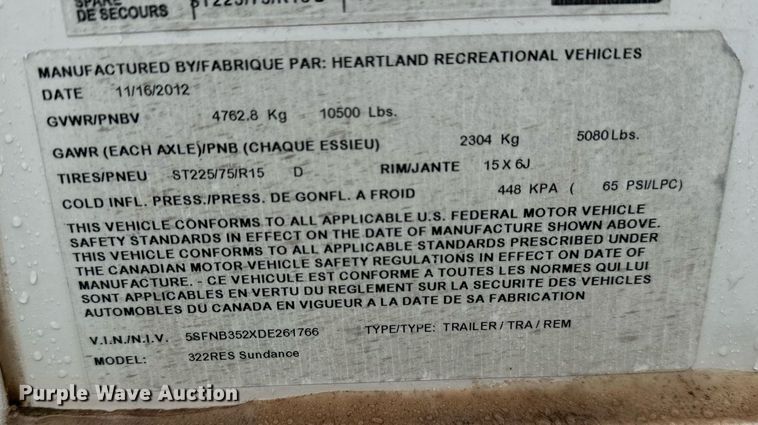 SPARE
DE SECOURS ST225/75/R15
MANUFACTURED BY/FABRIQUE PAR: HEARTLAND RECREATIONAL VEHICLES
DATE 11/16/2012
GVWR/PNBV 4762.8 Kg 10500 Lbs.
GAWR (EACH AXLE)/PNB (CHAQUE ESSIEU) 2304 Kg 5080 Lbs.
TIRES/PNEU ST225/75/R15 D RIM/JANTE 15 X 6J
COLD INFL. PRESS./PRESS. DE GONFL. A FROID 448 KPA ( 65 PSI/LPC)
THIS VEHICLE CONFORMS TO ALL APPLICABLE U.S. FEDERAL MOTOR VEHICLE
SAFETY STANDARDS IN EFFECT ON THE DATE OF MANUFACTURE SHOWN ABOVE.
THIS VEHICLE CONFORMS TO ALL APPLICABLE STANDARDS PRESCRIBED UNDER
THE CANADIAN MOTOR VEHICLE SAFETY REGULATIONS IN EFFECT ON DATE OF
MANUFACTURE. - CE VEHICULE EST CONFORME A TOUTES LES NORMES QUI LUI
SONT APPLICABLES EN VERTU DU REGLEMENT SUR LA SECURITE DES VEHICLES
AUTOMOBILES DU CANADA EN VIGUEUR A LA DATE DE SA FABRICATION
V.I.N./N.I.V. 5SFNB352XDE261766 TYPE/TYPE: TRAILER / TRA / REM
MODEL: 322RES Sundance
Purple Wave Auction